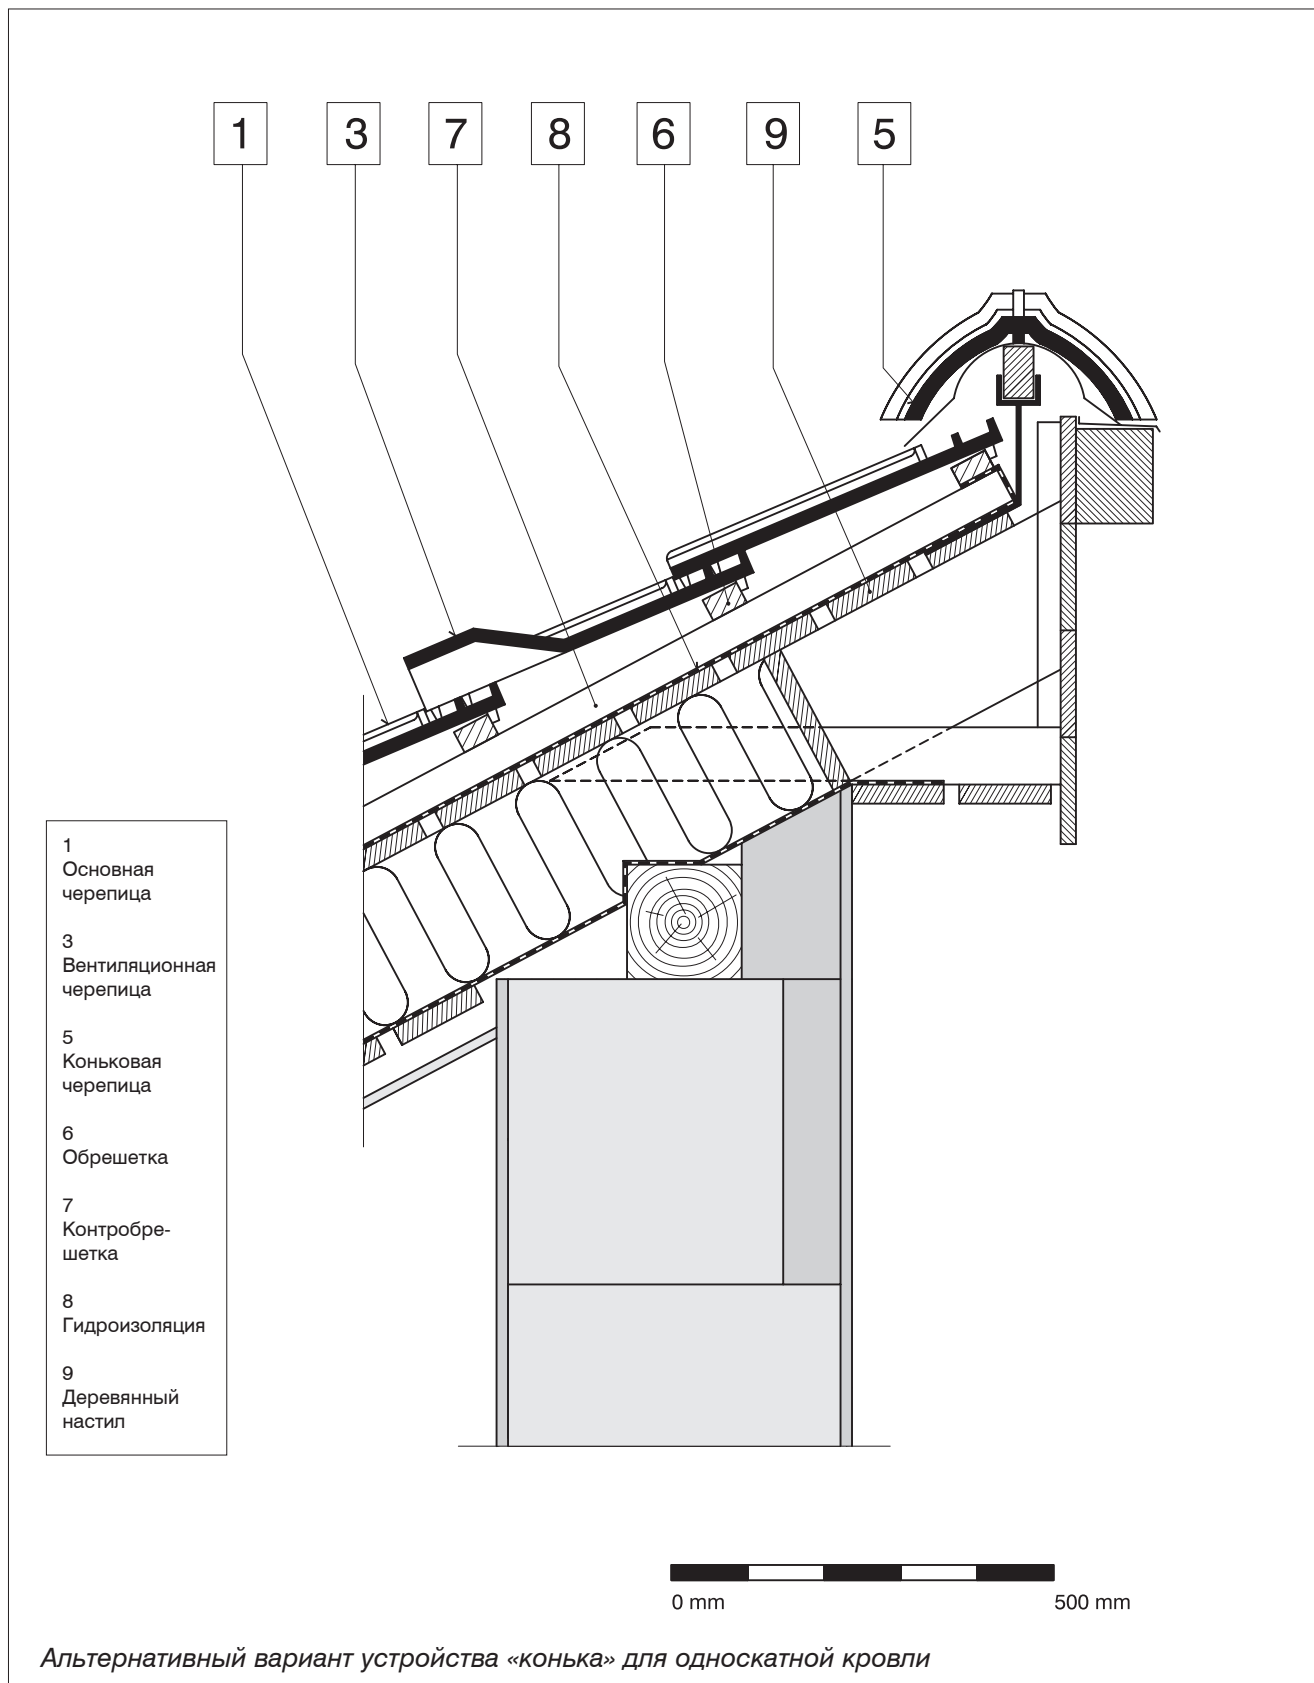 1 3 7 8 6 9 5
1
Основная
черепица
3
Вентиляционная
черепица
5
Коньковая
черепица
6
Обрешетка
7
Контробре-
шетка
8
Гидроизоляция
9
Деревянный
настил
0 mm 500 mm
Альтернативный вариант устройства «конька» для односкатной кровли